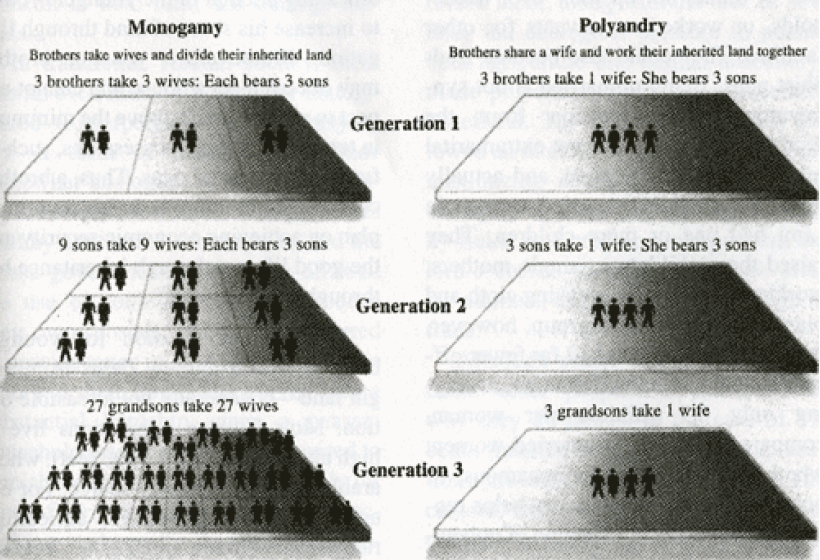 Monogamy
Brothers take wives and divide their inherited land
3 brothers take 3 wives: Each bears 3 sons
Polyandry
Brothers share a wife and work their inherited land together
3 brothers take 1 wife: She bears 3 sons
Generation 1
9 sons take 9 wives: Each bears 3 sons
3 sons take 1 wife: She bears 3 sons
Generation 2
27 grandsons take 27 wives
3 grandsons take 1 wife
Generation 3